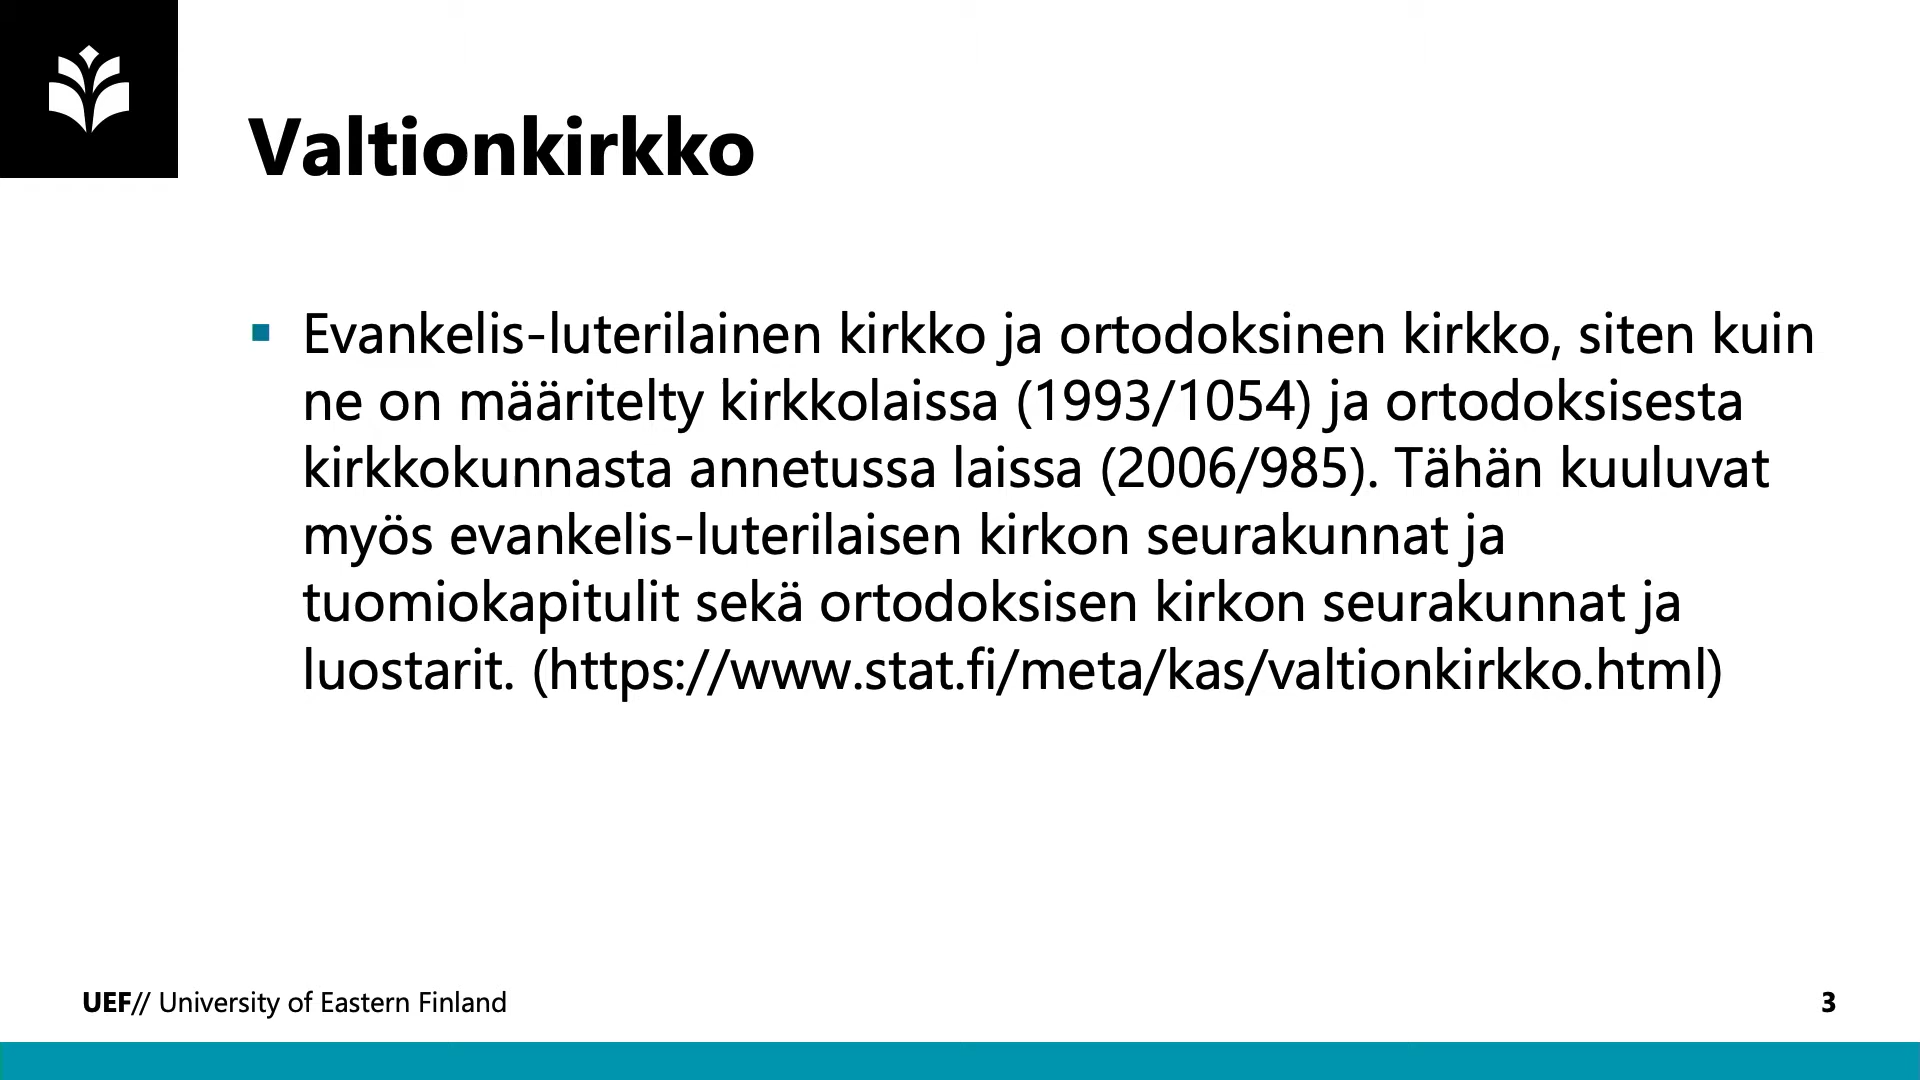 Valtionkirkko
Evankelis-luterilainen kirkko ja ortodoksinen kirkko, siten kuin
ne on määritelty kirkkolaissa (1993/1054) ja ortodoksisesta
kirkkokunnasta annetussa laissa (2006/985). Tähän kuuluvat
myös evankelis-luterilaisen kirkon seurakunnat ja
tuomiokapitulit sekä ortodoksisen kirkon seurakunnat ja
luostarit. (https://www.stat.fi/meta/kas/valtionkirkko.html)
UEF// University of Eastern Finland
3